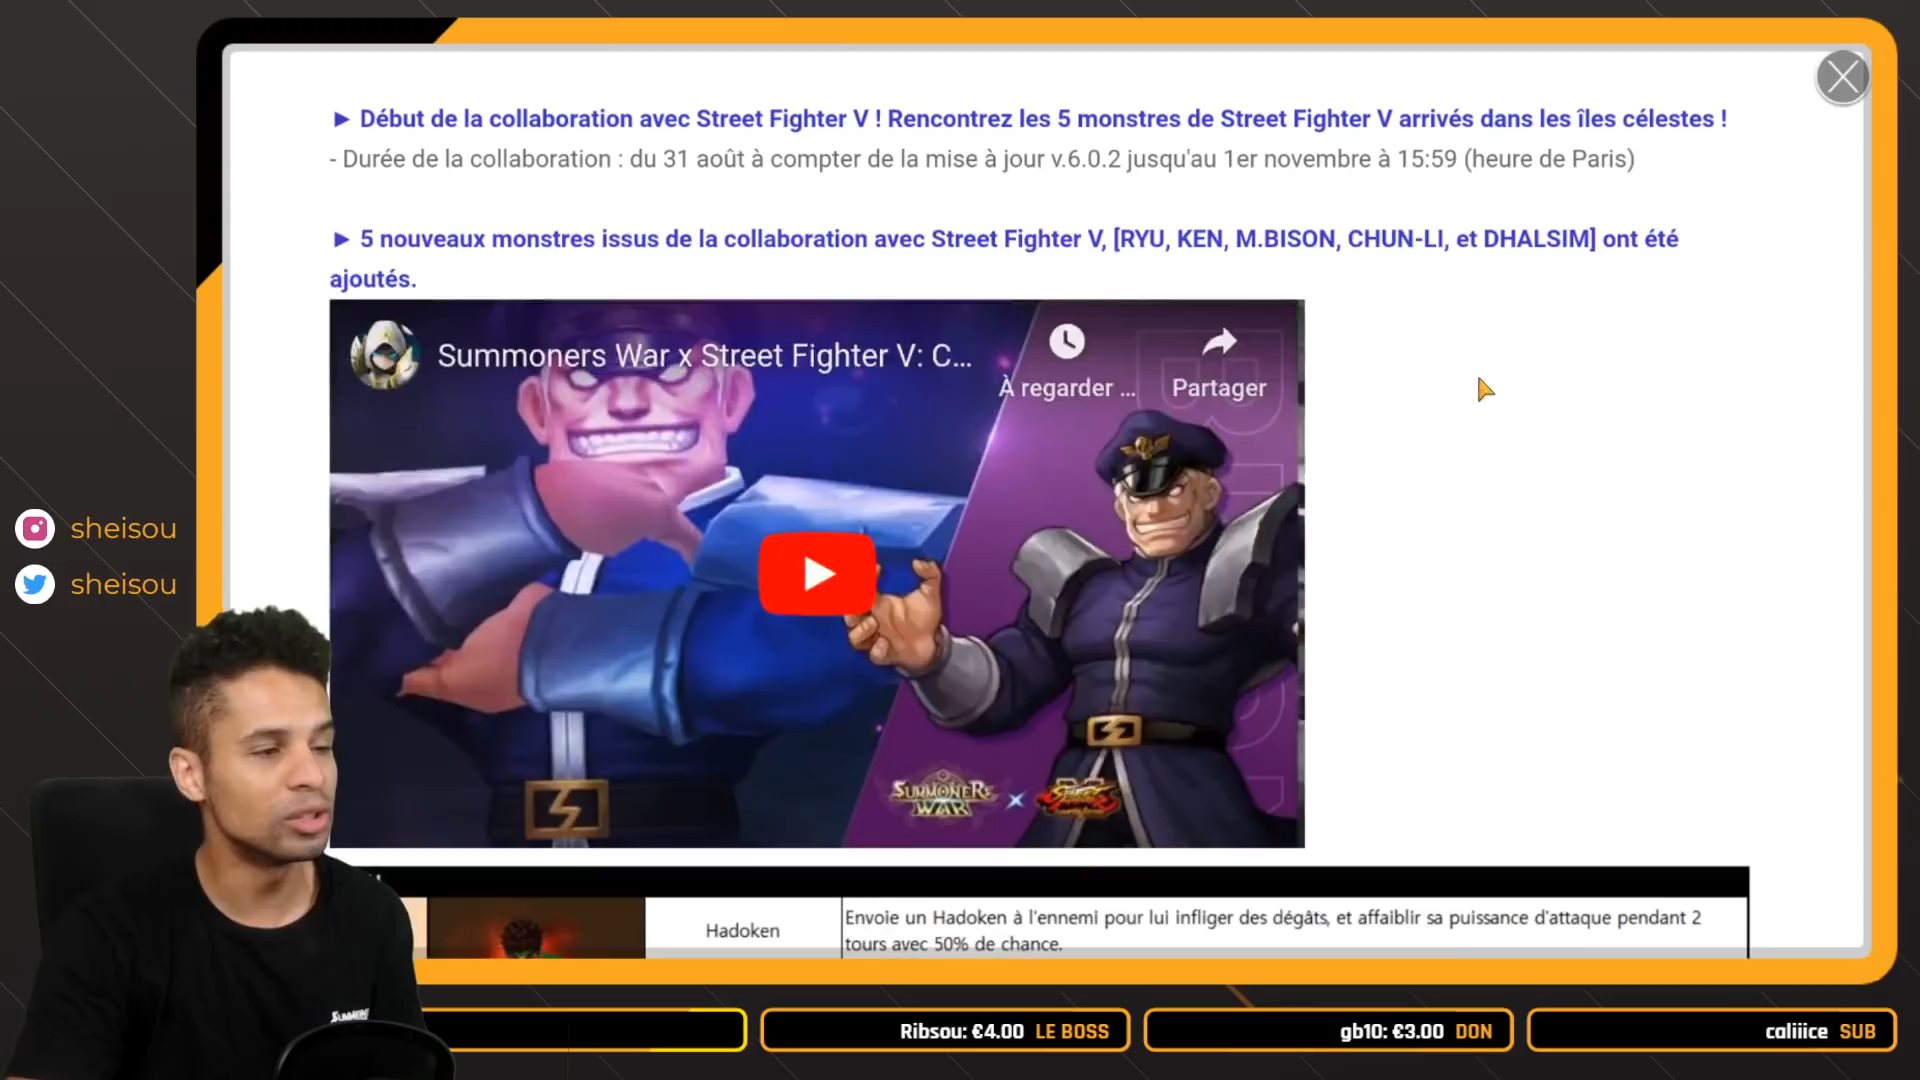 ► Début de la collaboration avec Street Fighter V ! Rencontrez les 5 monstres de Street Fighter V arrivés dans les îles célestes !
- Durée de la collaboration : du 31 août à compter de la mise à jour v.6.0.2 jusqu'au 1er novembre à 15:59 (heure de Paris)
► 5 nouveaux monstres issus de la collaboration avec Street Fighter V, [RYU, KEN, M.BISON, CHUN-LI, et DHALSIM] ont été
ajoutés.
Summoners War x Street Fighter V: C...
À regarder ...
Partager
SUMMONERS
WAR
X
STREET
FIGHTER
sheisou
sheisou
Hadoken
Envoie un Hadoken à l'ennemi pour lui infliger des dégâts, et affaiblir sa puissance d'attaque pendant 2
tours avec 50% de chance.
Ribsou: €4.00 LE BOSS
gb10: €3.00 DON
caliiice SUB